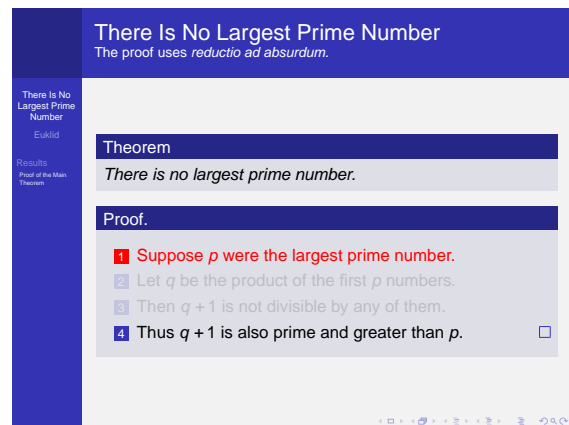 There Is No Largest Prime Number
The proof uses reductio ad absurdum.
There Is No
Largest Prime
Number
Euklid
Results
Proof of the Main
Theorem
Theorem
There is no largest prime number.
Proof.
1 Suppose p were the largest prime number.
2 Let q be the product of the first p numbers.
3 Then q + 1 is not divisible by any of them.
4 Thus q + 1 is also prime and greater than p.